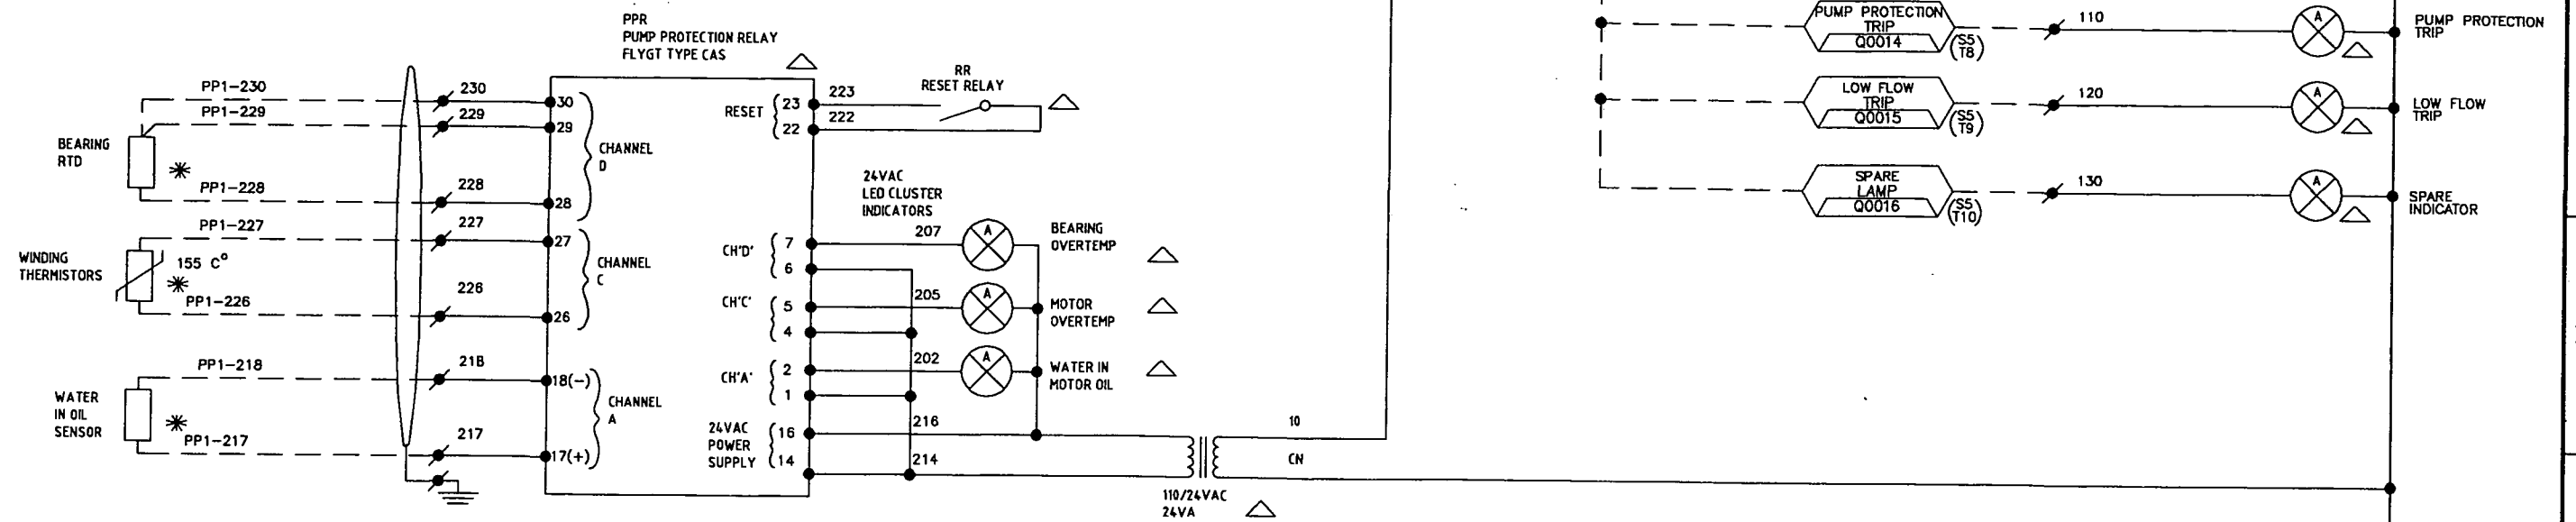 PPR
PUMP PROTECTION RELAY
FLYGT TYPE CAS
PP1-230
PP1-229
BEARING
RTD
PP1-228
PP1-227
WINDING
THERMISTORS
155 C°
PP1-226
PP1-218
WATER
IN OIL
SENSOR
PP1-217
230
229
228
227
226
218
217
30
29
28
27
26
18(-)
17(+)
CHANNEL
D
CHANNEL
C
CHANNEL
A
RESET
23
22
223
222
RR
RESET RELAY
24VAC
LED CLUSTER
INDICATORS
CH'D'
7
6
207
A
BEARING
OVERTEMP
CH'C'
5
4
205
A
MOTOR
OVERTEMP
CH'A'
2
1
202
A
WATER IN
MOTOR OIL
24VAC
POWER
SUPPLY
16
14
216
214
110/24VAC
24VA
10
CN
PUMP PROTECTION
TRIP
Q0014
(S5
T8)
110
A
PUMP PROTECTION
TRIP
LOW FLOW
TRIP
Q0015
(S5
T9)
120
A
LOW FLOW
TRIP
SPARE
LAMP
Q0016
(S5
T10)
130
A
SPARE
INDICATOR